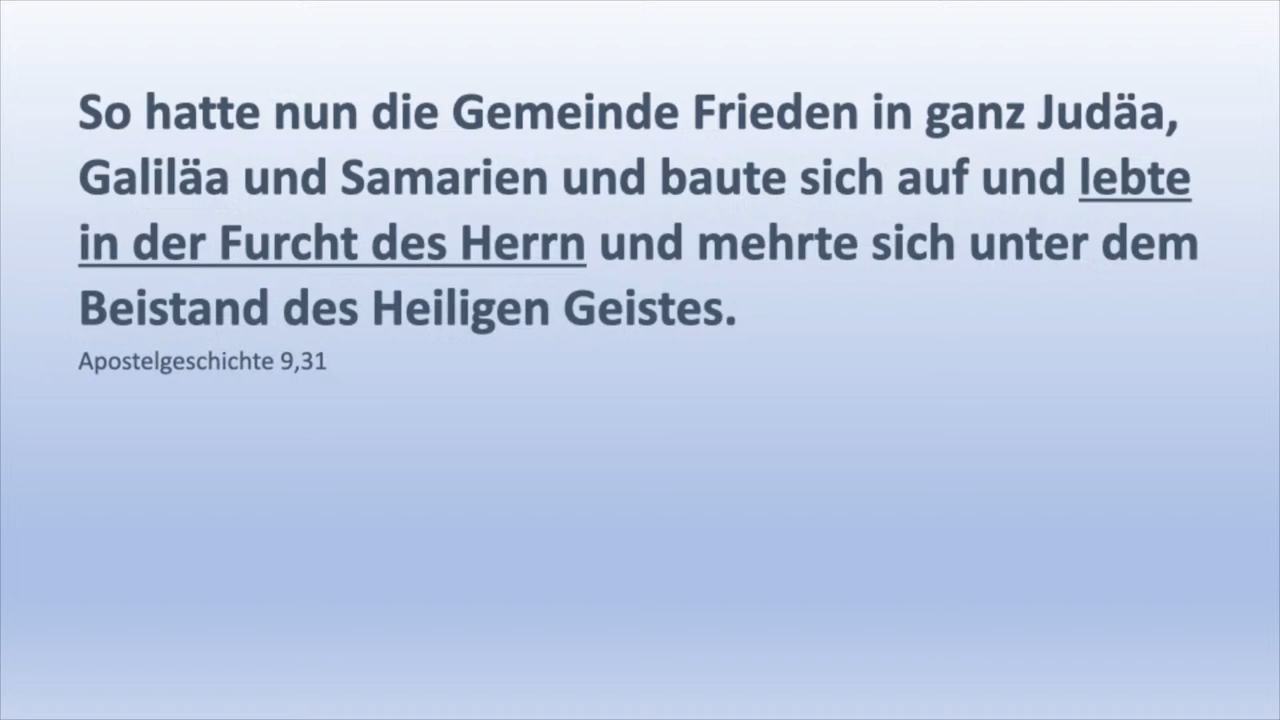 So hatte nun die Gemeinde Frieden in ganz Judäa,
Galiläa und Samarien und baute sich auf und lebte
in der Furcht des Herrn und mehrte sich unter dem
Beistand des Heiligen Geistes.
Apostelgeschichte 9,31